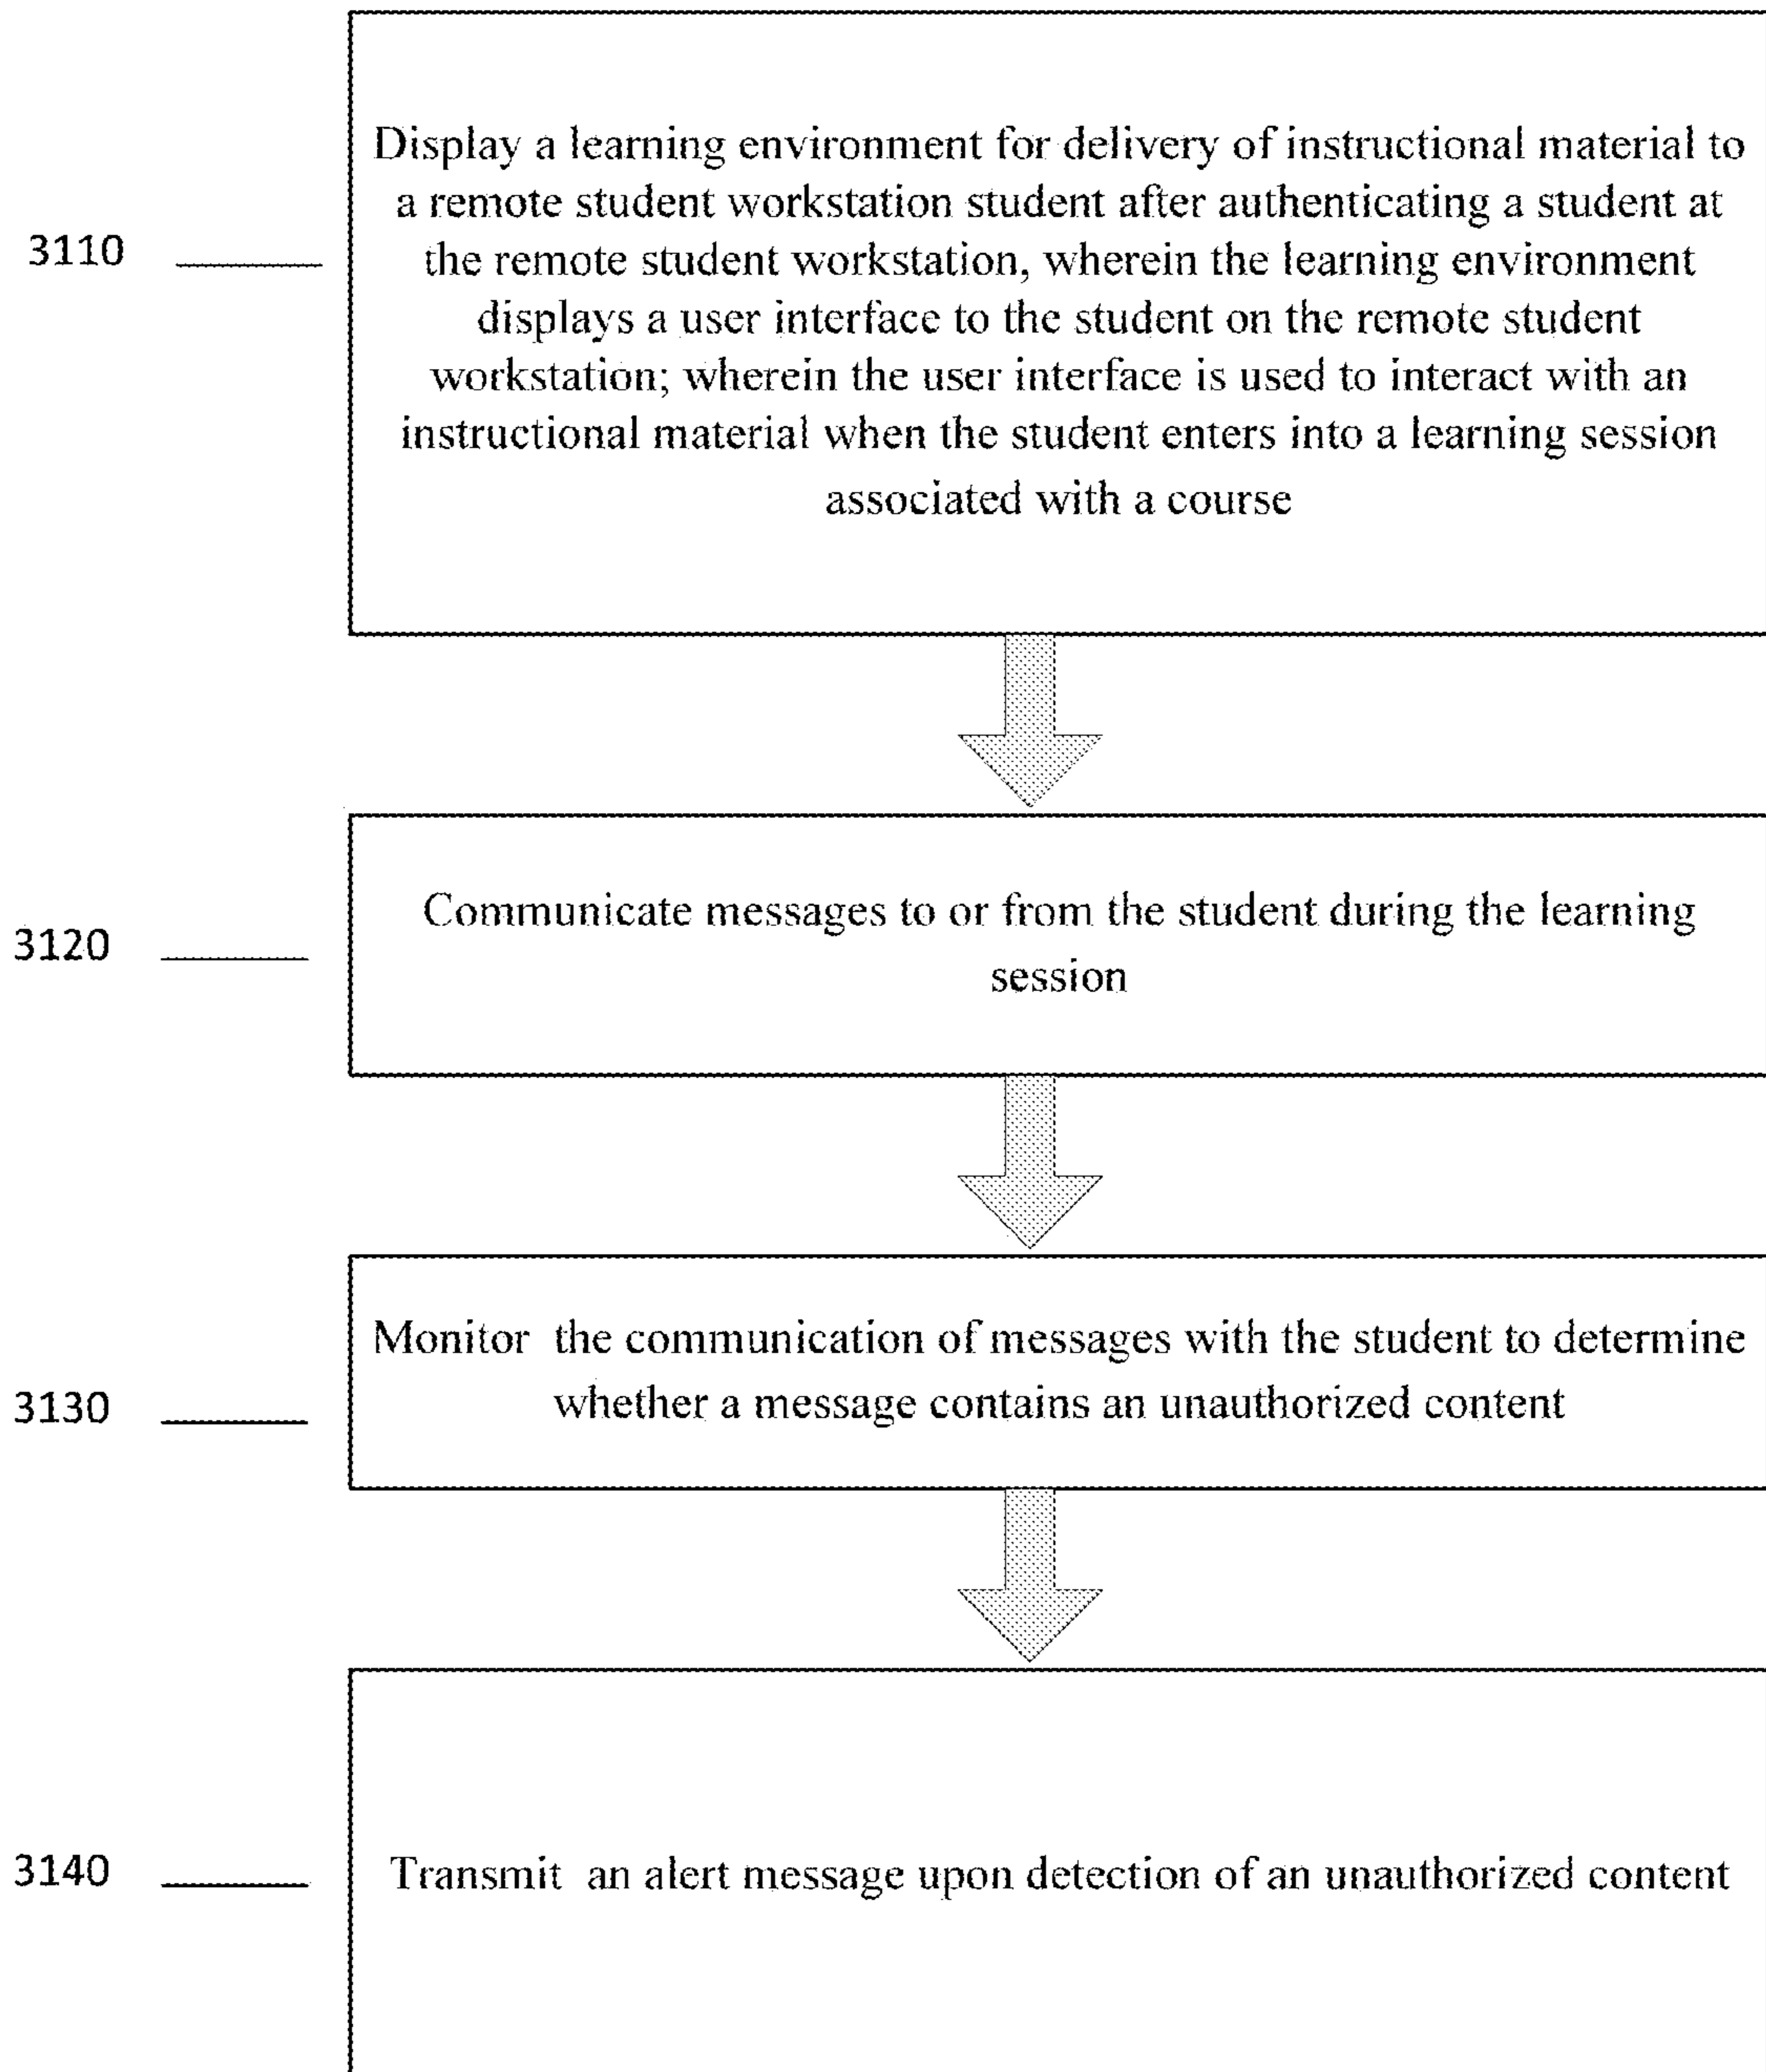 3110
Display a learning environment for delivery of instructional material to
a remote student workstation student after authenticating a student at
the remote student workstation, wherein the learning environment
displays a user interface to the student on the remote student
workstation; wherein the user interface is used to interact with an
instructional material when the student enters into a learning session
associated with a course
3120
Communicate messages to or from the student during the learning
session
3130
Monitor the communication of messages with the student to determine
whether a message contains an unauthorized content
3140
Transmit an alert message upon detection of an unauthorized content